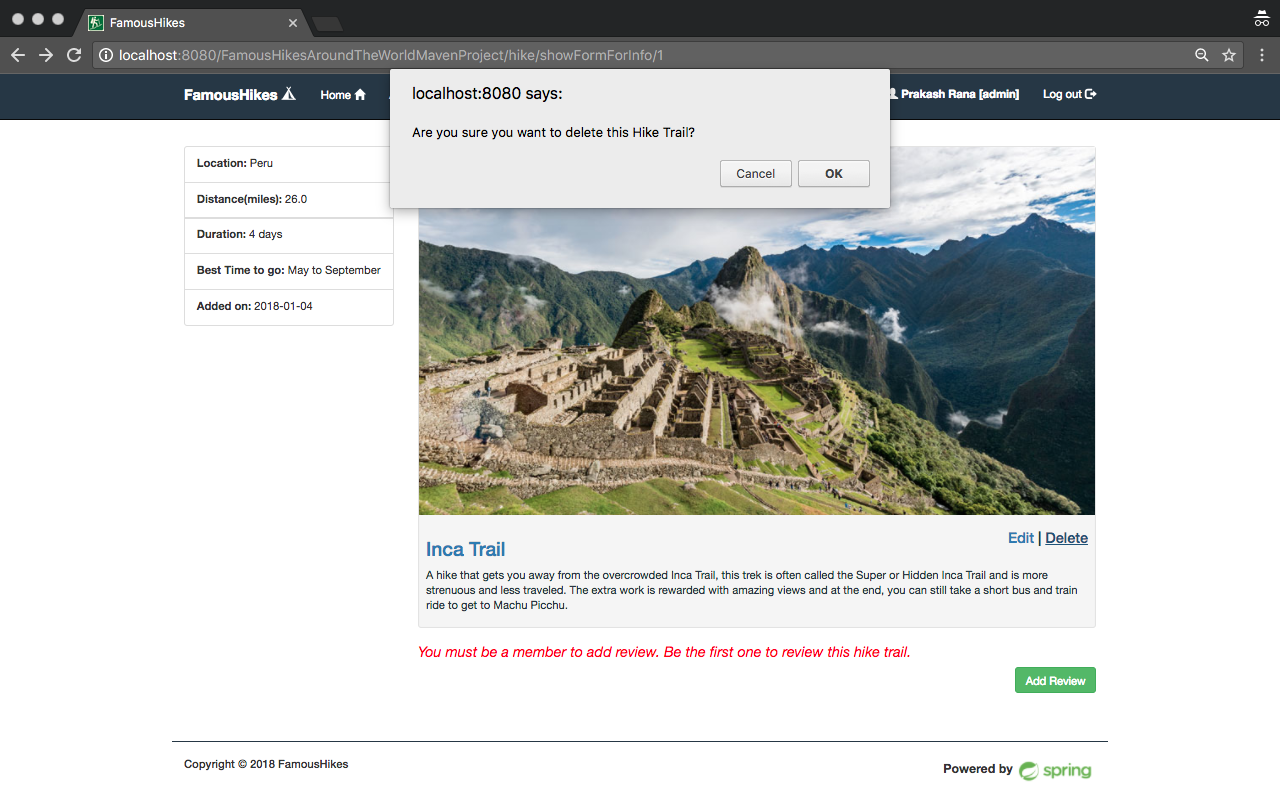 FamousHikes
localhost:8080/FamousHikesAroundTheWorldMavenProject/hike/showFormForInfo/1
FamousHikes
Home
Prakash Rana [admin]
Log out
localhost:8080 says:
Are you sure you want to delete this Hike Trail?
Cancel
OK
Location: Peru
Distance(miles): 26.0
Duration: 4 days
Best Time to go: May to September
Added on: 2018-01-04
Edit | Delete
Inca Trail
A hike that gets you away from the overcrowded Inca Trail, this trek is often called the Super or Hidden Inca Trail and is more
strenuous and less traveled. The extra work is rewarded with amazing views and at the end, you can still take a short bus and train
ride to get to Machu Picchu.
You must be a member to add review. Be the first one to review this hike trail.
Add Review
Copyright © 2018 FamousHikes
Powered by spring